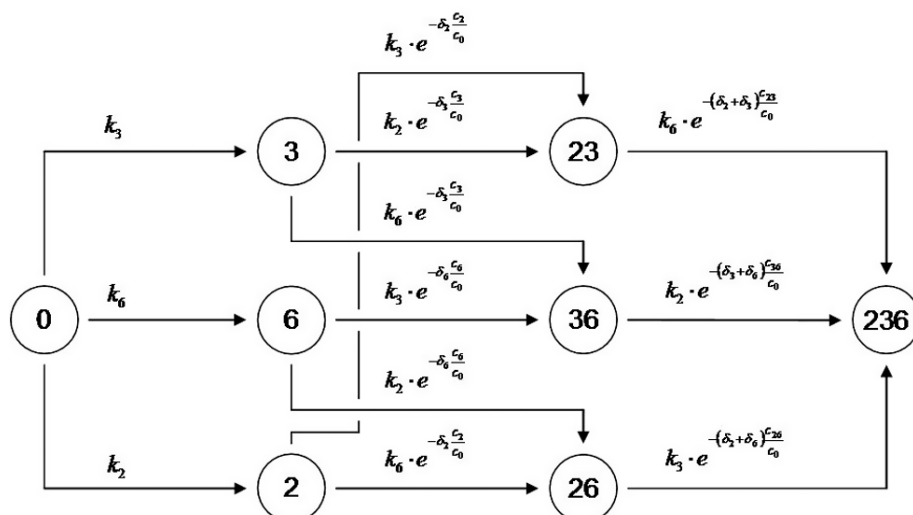 k₃ · e^{-δ₂ c₂/c₀}
k₃
3
k₂ · e^{-δ₃ c₃/c₀}
23
k₆ · e^{-(δ₂+δ₃) c₂₃/c₀}
k₆ · e^{-δ₃ c₃/c₀}
0
k₆
6
k₃ · e^{-δ₆ c₆/c₀}
36
k₂ · e^{-(δ₃+δ₆) c₃₆/c₀}
236
k₂ · e^{-δ₆ c₆/c₀}
k₂
2
k₆ · e^{-δ₂ c₂/c₀}
26
k₃ · e^{-(δ₂+δ₆) c₂₆/c₀}